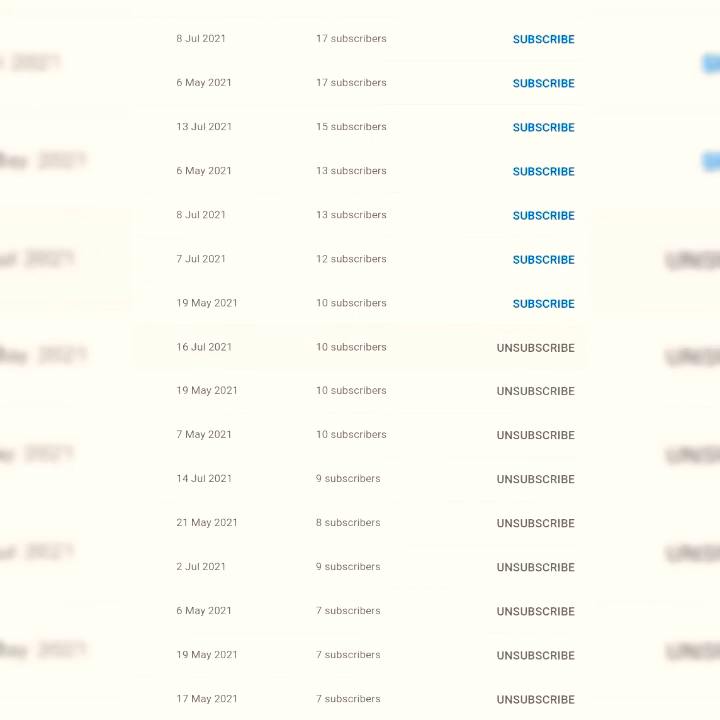 8 Jul 2021 17 subscribers SUBSCRIBE
6 May 2021 17 subscribers SUBSCRIBE
13 Jul 2021 15 subscribers SUBSCRIBE
6 May 2021 13 subscribers SUBSCRIBE
8 Jul 2021 13 subscribers SUBSCRIBE
7 Jul 2021 12 subscribers SUBSCRIBE
19 May 2021 10 subscribers SUBSCRIBE
16 Jul 2021 10 subscribers UNSUBSCRIBE
19 May 2021 10 subscribers UNSUBSCRIBE
7 May 2021 10 subscribers UNSUBSCRIBE
14 Jul 2021 9 subscribers UNSUBSCRIBE
21 May 2021 8 subscribers UNSUBSCRIBE
2 Jul 2021 9 subscribers UNSUBSCRIBE
6 May 2021 7 subscribers UNSUBSCRIBE
19 May 2021 7 subscribers UNSUBSCRIBE
17 May 2021 7 subscribers UNSUBSCRIBE